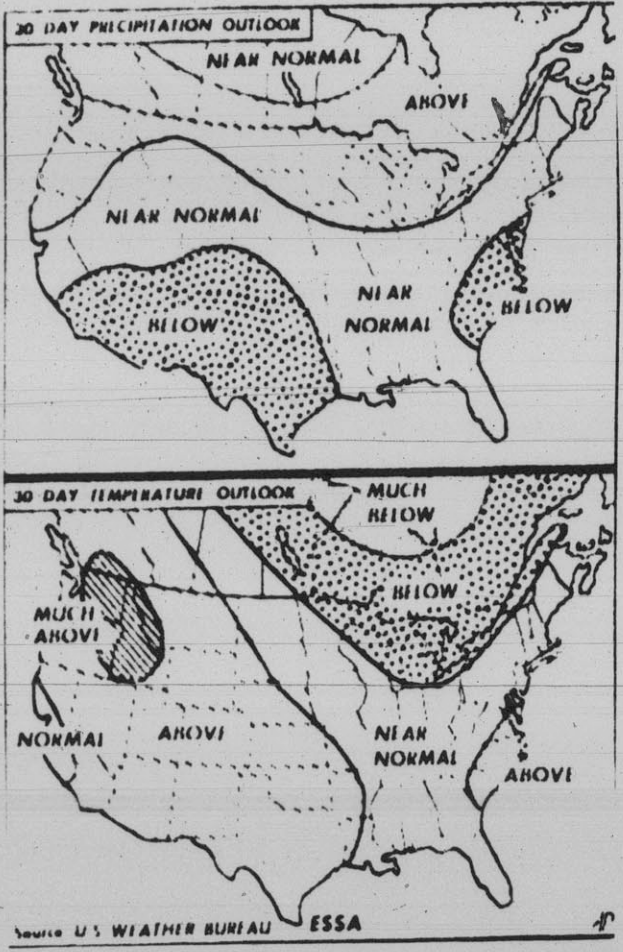 30 DAY PRECIPITATION OUTLOOK
NEAR NORMAL
ABOVE
NEAR NORMAL
NEAR
NORMAL
BELOW
BELOW
30 DAY TEMPERATURE OUTLOOK
MUCH
BELOW
BELOW
MUCH
ABOVE
NORMAL
ABOVE
NEAR
NORMAL
ABOVE
Source U S WEATHER BUREAU ESSA